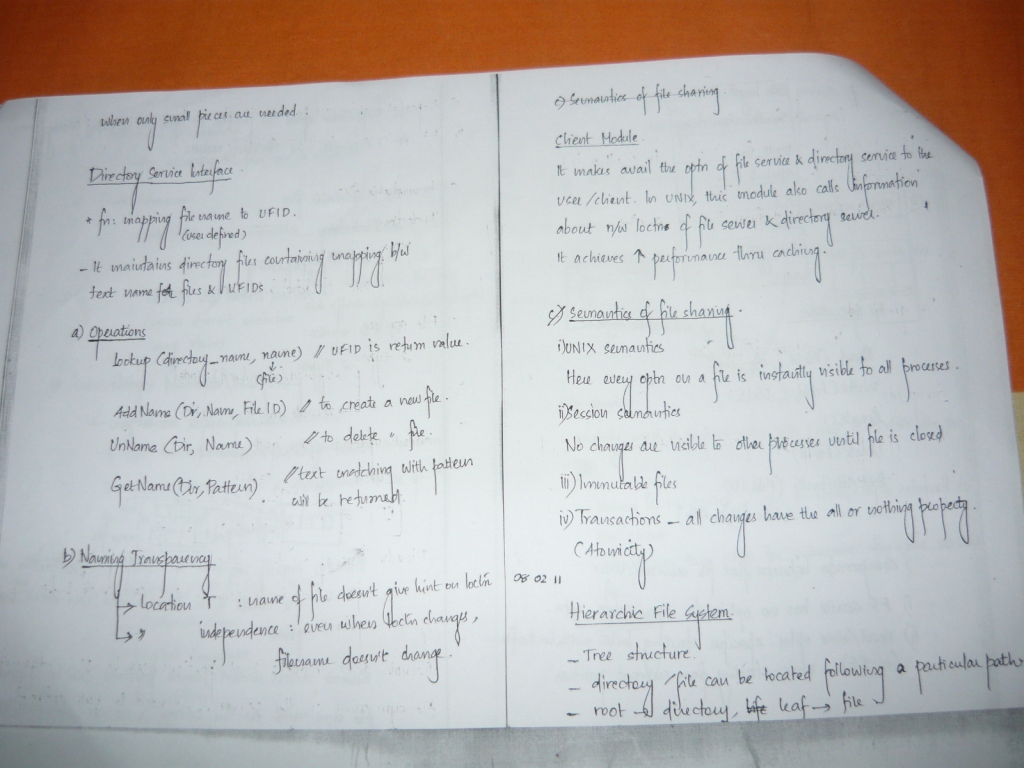 when only small pieces are needed.
Directory Service Interface.
* fn: mapping file name to UFID.
(user defined)
- It maintains directory files containing mapping b/w
text name for files & UFIDs
a) Operations
Lookup (directory_name, name) // UFID is return value.
(file)
AddName (Dir, Name, File ID) // to create a new file.
UnName (Dir, Name) // to delete " file.
GetName (Dir, Pattern) // text matching with pattern
will be returned
b) Naming Transparency
→ Location T : name of file doesn't give hint on loctn
→ " independence : even when loctn changes,
filename doesn't change.
c) Semantics of file sharing
Client Module
It makes avail the optn of file service & directory service to the
user/client. In UNIX, this module also calls information
about n/w loctns of file server & directory server.
It achieves ↑ performance thru caching.
c) Semantics of file sharing.
i) UNIX semantics
Here every optn on a file is instantly visible to all processes.
ii) Session semantics
No changes are visible to other processes until file is closed
iii) Immutable files
iv) Transactions - all changes have the all or nothing property.
(Atomicity)
08 02 11
Hierarchic File System.
- Tree structure.
- directory / file can be located following a particular path
- root → directory, leaf → file